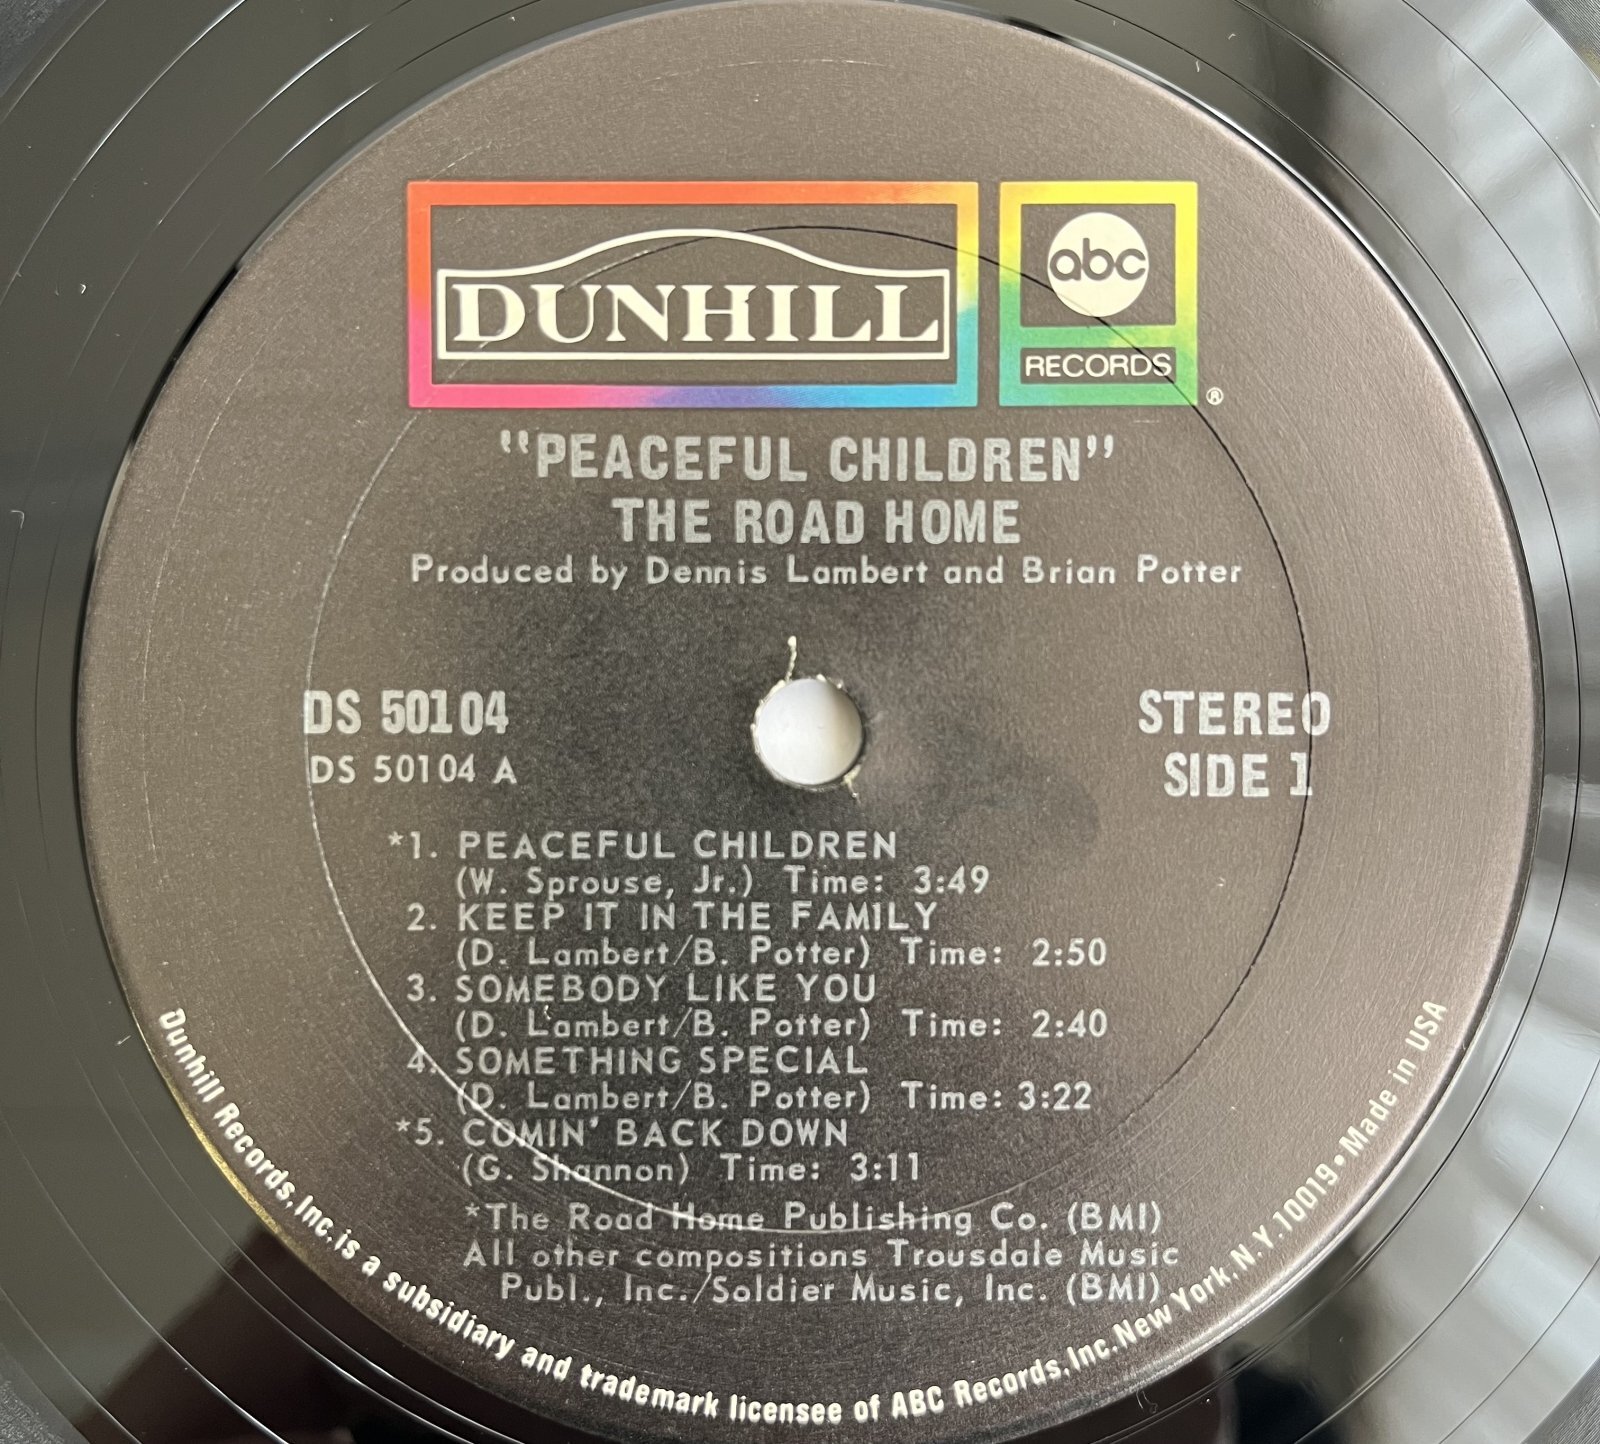 DUNHILL
abc
RECORDS
®
"PEACEFUL CHILDREN"
THE ROAD HOME
Produced by Dennis Lambert and Brian Potter
DS 50104
DS 50104 A
STEREO
SIDE 1
*1. PEACEFUL CHILDREN
(W. Sprouse, Jr.) Time: 3:49
2. KEEP IT IN THE FAMILY
(D. Lambert/B. Potter) Time: 2:50
3. SOMEBODY LIKE YOU
(D. Lambert/B. Potter) Time: 2:40
4. SOMETHING SPECIAL
(D. Lambert/B. Potter) Time: 3:22
*5. COMIN' BACK DOWN
(G. Shannon) Time: 3:11
*The Road Home Publishing Co. (BMI)
All other compositions Trousdale Music
Publ., Inc./Soldier Music, Inc. (BMI)
Dunhill Records, Inc. is a subsidiary and trademark licensee of ABC Records, Inc. New York, N.Y. 10019 • Made in USA